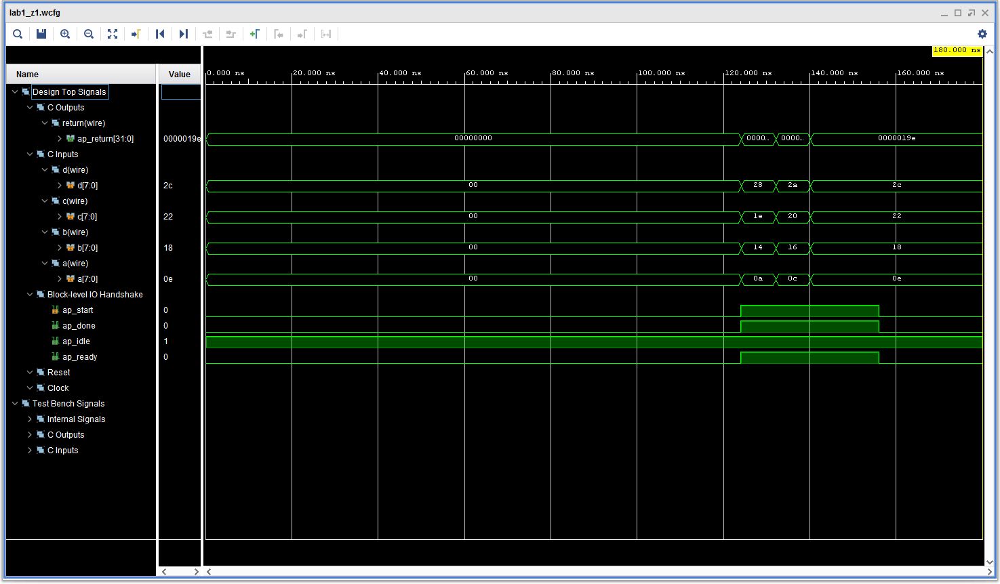 lab1_z1.wcfg
180.000 ns
Name Value
0.000 ns 20.000 ns 40.000 ns 60.000 ns 80.000 ns 100.000 ns 120.000 ns 140.000 ns 160.000 ns
Design Top Signals
C Outputs
return(wire)
ap_return[31:0] 0000019e 00000000 0000... 0000... 0000019e
C Inputs
d(wire)
d[7:0] 2c 00 28 2a 2c
c(wire)
c[7:0] 22 00 1e 20 22
b(wire)
b[7:0] 18 00 14 16 18
a(wire)
a[7:0] 0e 00 0a 0c 0e
Block-level IO Handshake
ap_start 0
ap_done 0
ap_idle 1
ap_ready 0
Reset
Clock
Test Bench Signals
Internal Signals
C Outputs
C Inputs